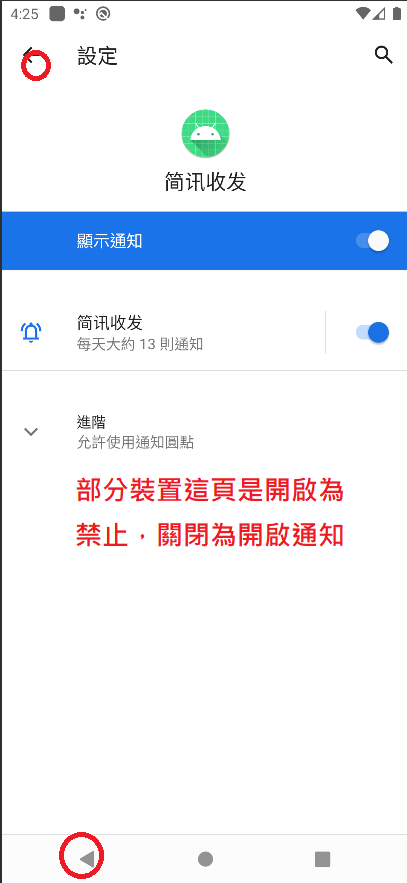 4:25
設定
简讯收发
顯示通知
简讯收发
每天大約 13 則通知
進階
允許使用通知圓點
部分裝置這頁是開啟為
禁止，關閉為開啟通知